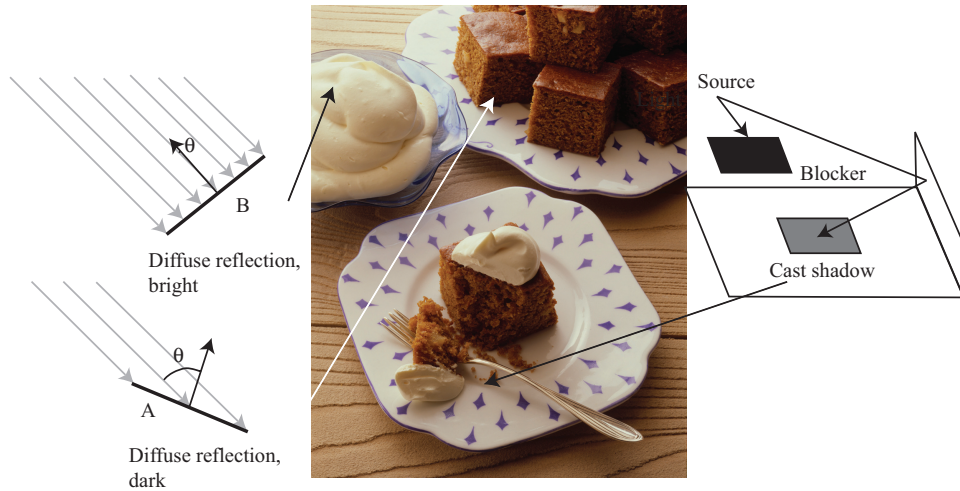 θ
B
Diffuse reflection,
bright
θ
A
Diffuse reflection,
dark
Source
Blocker
Cast shadow